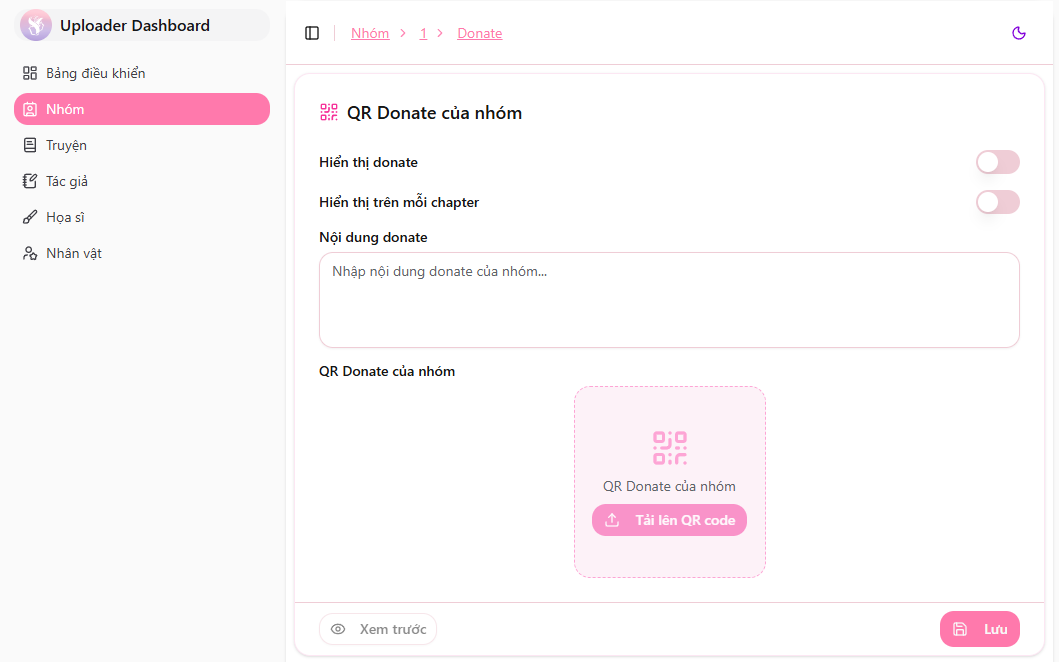 Uploader Dashboard
Bảng điều khiển
Nhóm
Truyện
Tác giả
Họa sì
Nhân vật
Nhóm > 1 > Donate
QR Donate của nhóm
Hiển thị donate
Hiển thị trên mỗi chapter
Nội dung donate
Nhập nội dung donate của nhóm...
QR Donate của nhóm
QR Donate của nhóm
Tải lên QR code
Xem trước
Lưu